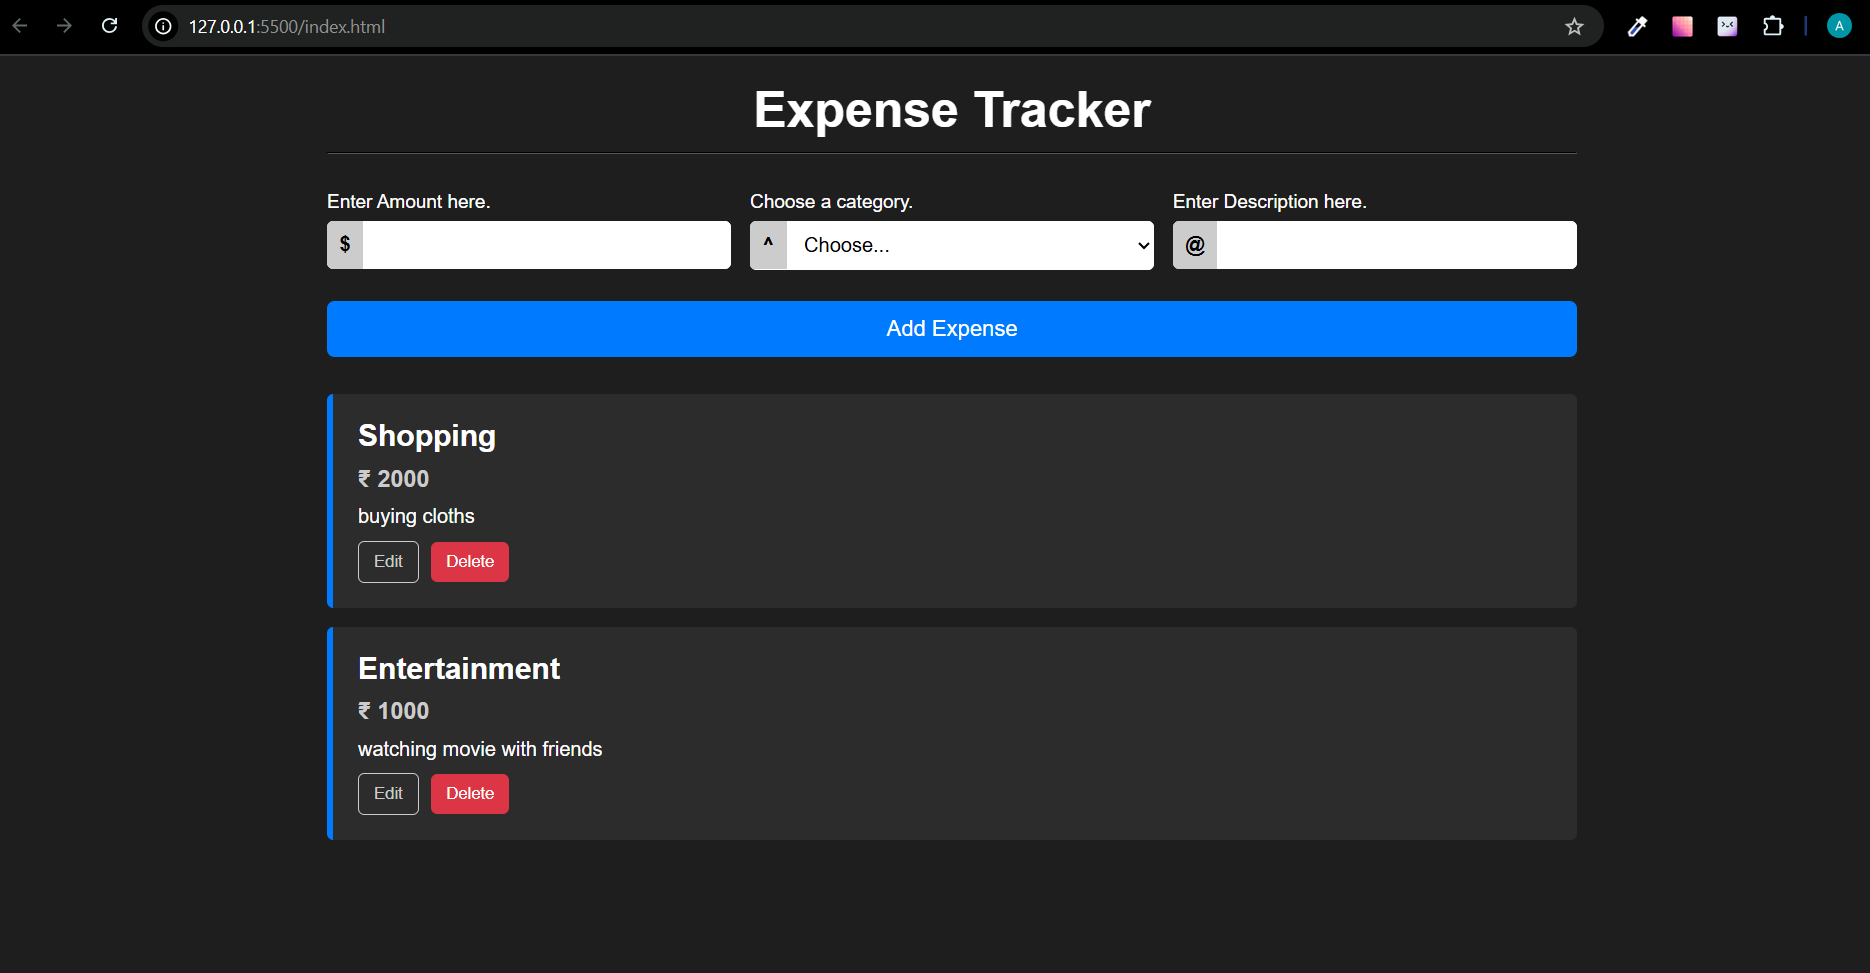 127.0.0.1:5500/index.html
A
Expense Tracker
Enter Amount here.
Choose a category.
Enter Description here.
$
^
Choose...
@
Add Expense
Shopping
₹ 2000
buying cloths
Edit
Delete
Entertainment
₹ 1000
watching movie with friends
Edit
Delete